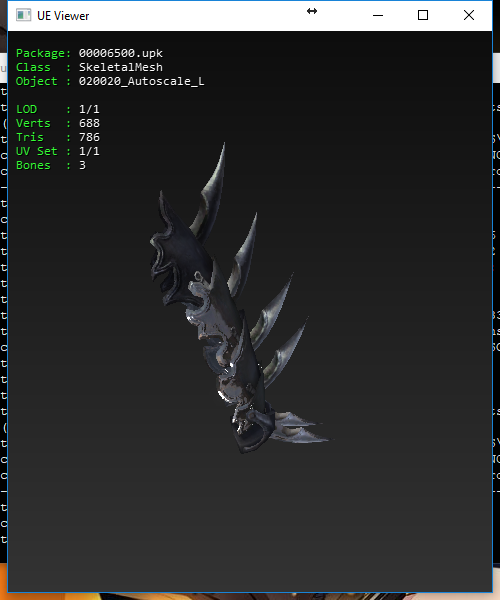 UE Viewer
Package: 00006500.upk
Class : SkeletalMesh
Object : 020020_Autoscale_L
LOD : 1/1
Verts : 688
Tris : 786
UV Set : 1/1
Bones : 3